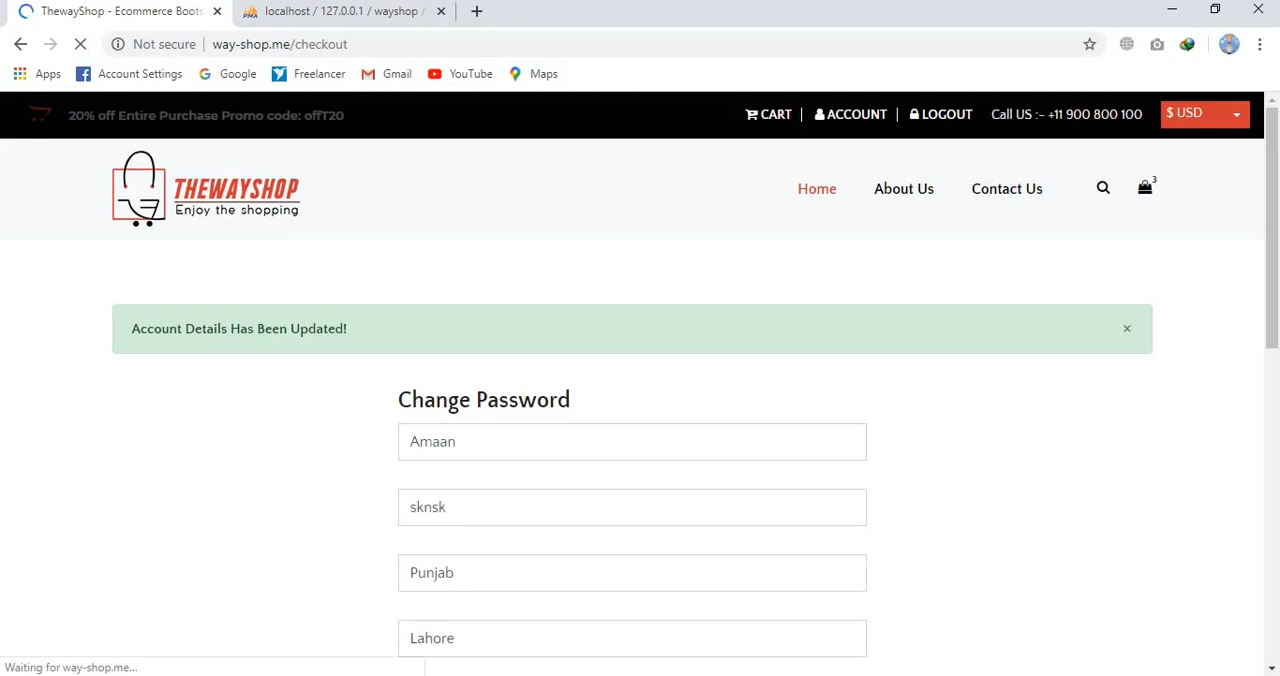 ThewayShop - Ecommerce Boots
localhost / 127.0.0.1 / wayshop /
Not secure
way-shop.me/checkout
Apps
Account Settings
Google
Freelancer
Gmail
YouTube
Maps
20% off Entire Purchase Promo code: offT20
CART
ACCOUNT
LOGOUT
Call US :- +11 900 800 100
$ USD
THEWAYSHOP
Enjoy the shopping
Home
About Us
Contact Us
3
Account Details Has Been Updated!
×
Change Password
Amaan
sknsk
Punjab
Lahore
Waiting for way-shop.me...